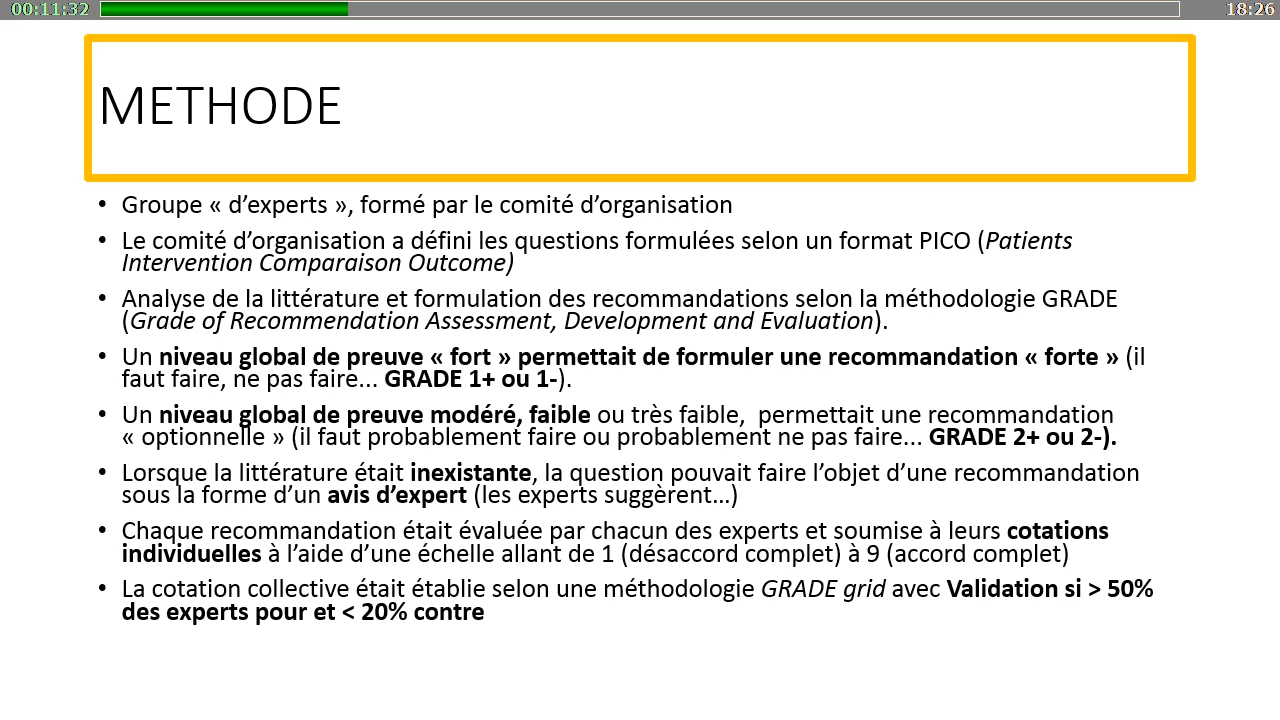 00:11:32
18:26
METHODE
• Groupe « d'experts », formé par le comité d'organisation
• Le comité d'organisation a défini les questions formulées selon un format PICO (Patients
Intervention Comparaison Outcome)
• Analyse de la littérature et formulation des recommandations selon la méthodologie GRADE
(Grade of Recommendation Assessment, Development and Evaluation).
• Un niveau global de preuve « fort » permettait de formuler une recommandation « forte » (il
faut faire, ne pas faire... GRADE 1+ ou 1-).
• Un niveau global de preuve modéré, faible ou très faible,  permettait une recommandation
« optionnelle » (il faut probablement faire ou probablement ne pas faire... GRADE 2+ ou 2-).
• Lorsque la littérature était inexistante, la question pouvait faire l'objet d'une recommandation
sous la forme d'un avis d'expert (les experts suggèrent…)
• Chaque recommandation était évaluée par chacun des experts et soumise à leurs cotations
individuelles à l'aide d'une échelle allant de 1 (désaccord complet) à 9 (accord complet)
• La cotation collective était établie selon une méthodologie GRADE grid avec Validation si > 50%
des experts pour et < 20% contre